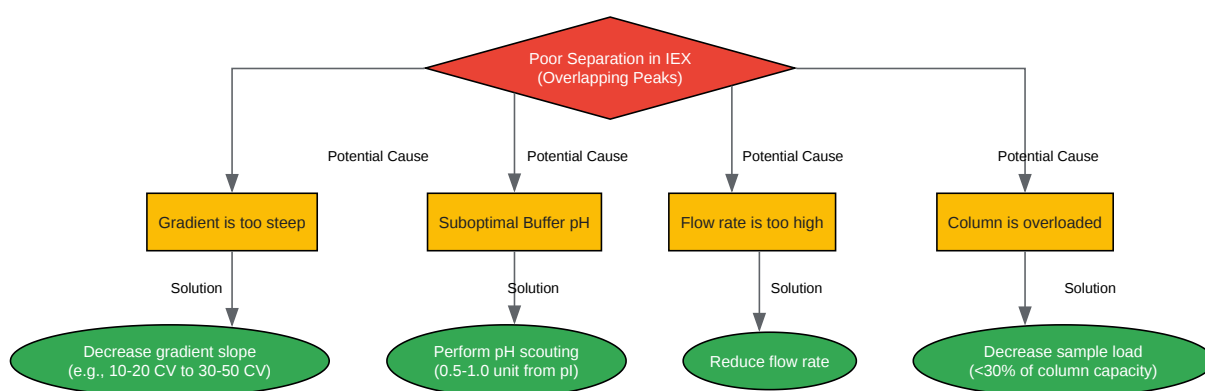 Poor Separation in IEX
(Overlapping Peaks)
Potential Cause
Potential Cause
Potential Cause
Potential Cause
Gradient is too steep
Suboptimal Buffer pH
Flow rate is too high
Column is overloaded
Solution
Solution
Solution
Solution
Decrease gradient slope
(e.g., 10-20 CV to 30-50 CV)
Perform pH scouting
(0.5-1.0 unit from pI)
Reduce flow rate
Decrease sample load
(<30% of column capacity)